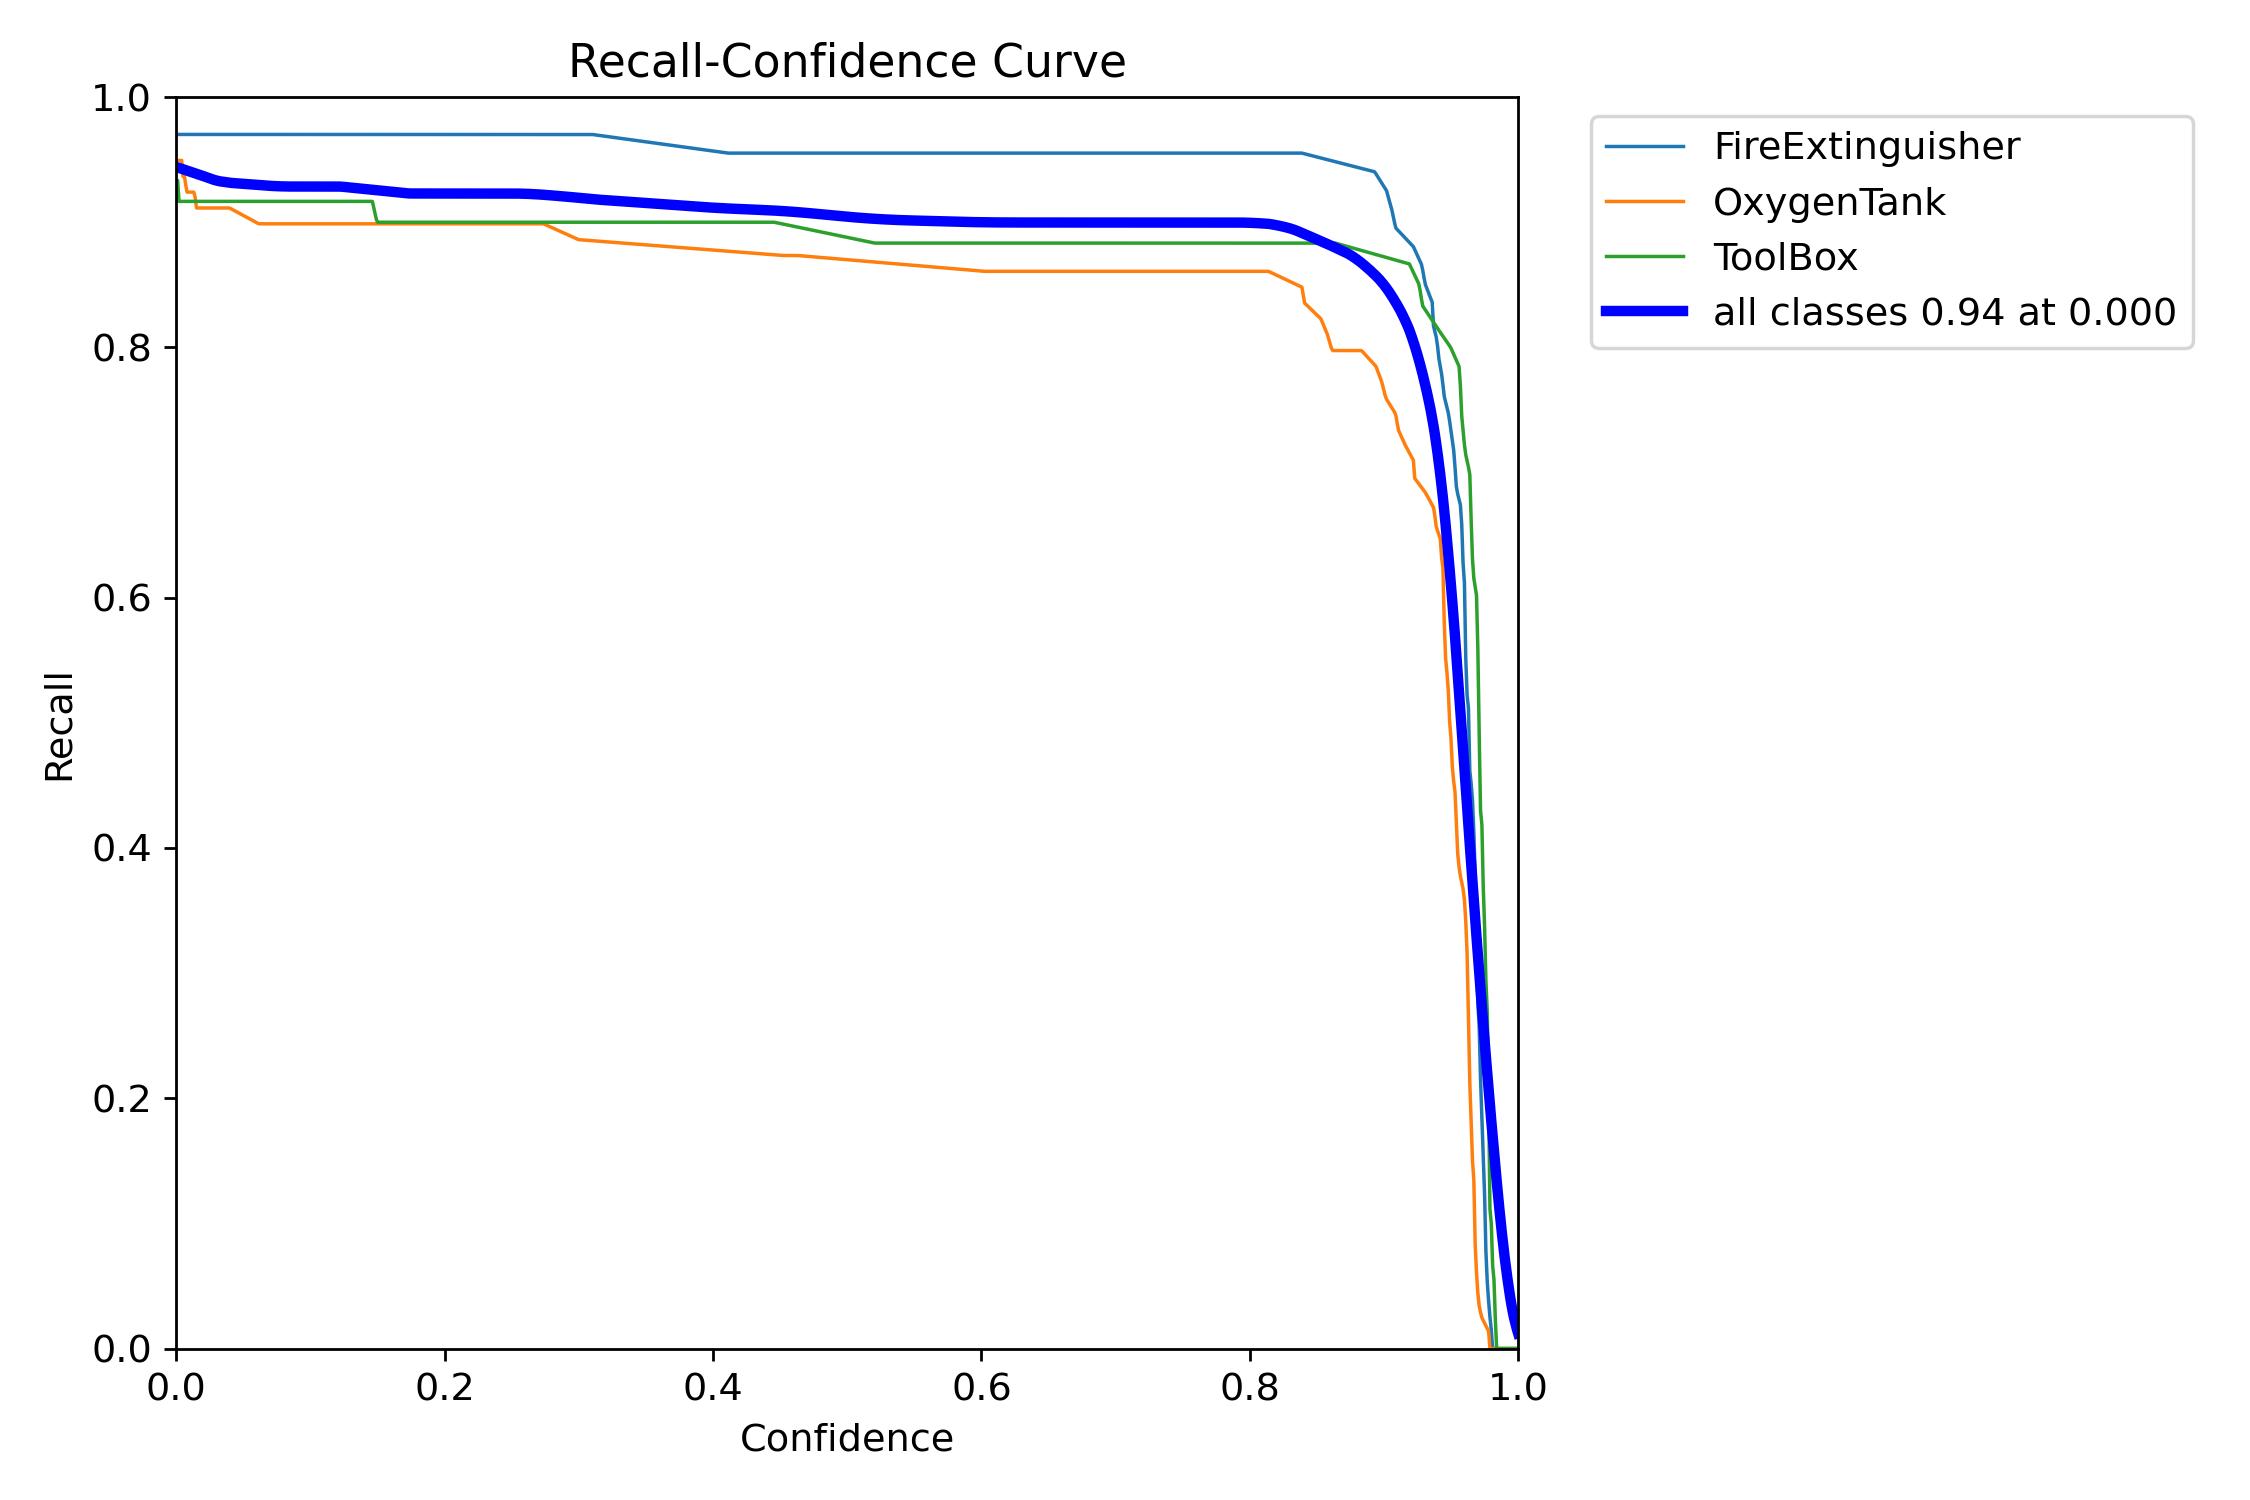 Recall-Confidence Curve
1.0
0.8
0.6
0.4
0.2
0.0
Recall
0.0 0.2 0.4 0.6 0.8 1.0
Confidence
FireExtinguisher
OxygenTank
ToolBox
all classes 0.94 at 0.000